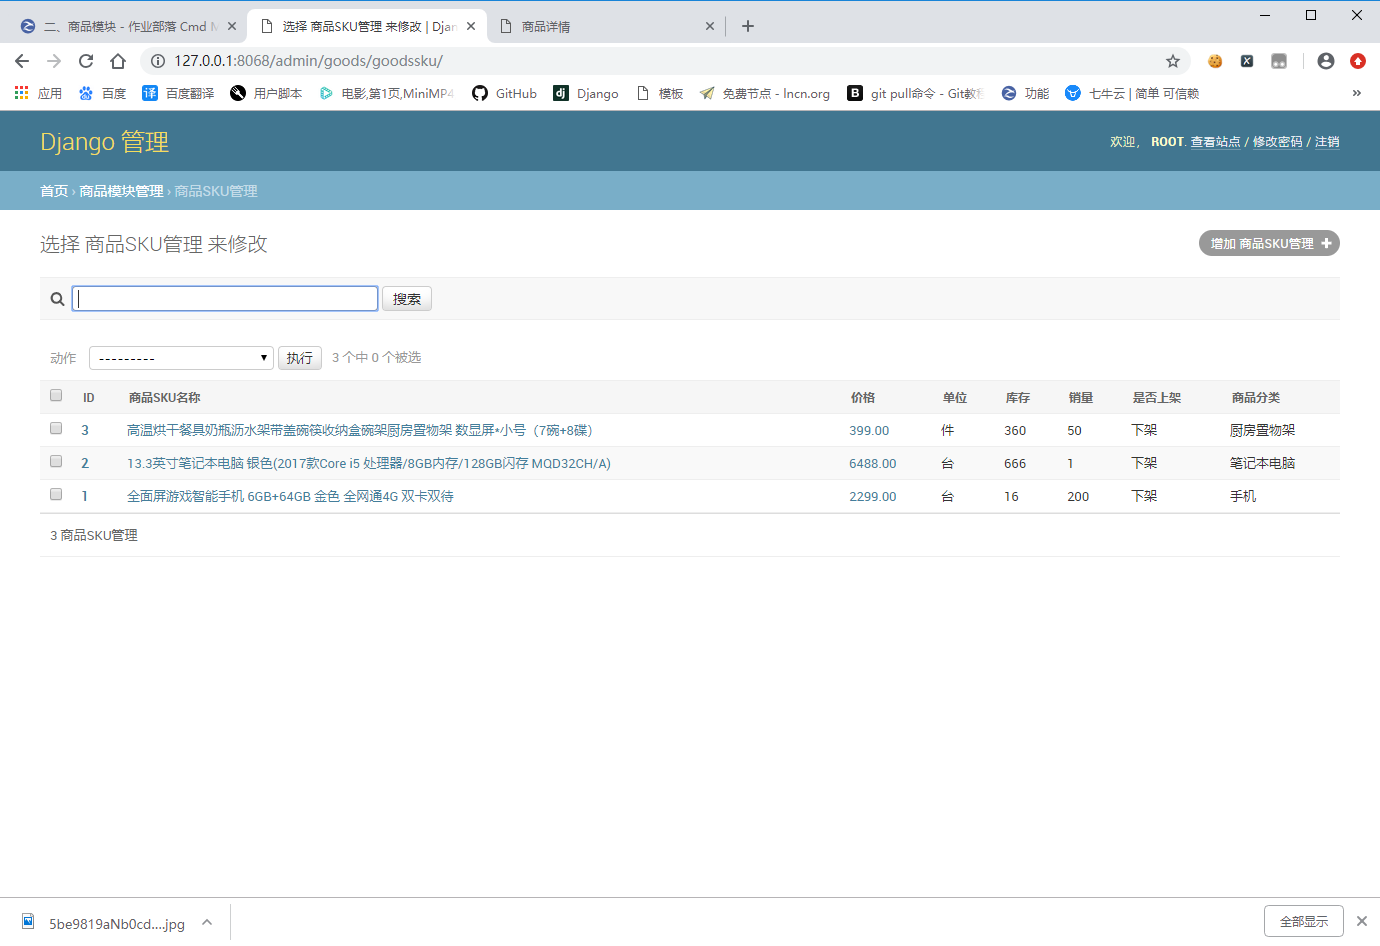 二、商品模块 - 作业部落 Cmd M
选择 商品SKU管理 来修改 | Djan
商品详情
127.0.0.1:8068/admin/goods/goodssku/
应用 百度 译 百度翻译 用户脚本 电影,第1页,MiniMP4 GitHub dj Django 模板 免费节点 - lncn.org B git pull命令 - Git教程 功能 七牛云 | 简单 可信赖 »
Django 管理
欢迎， ROOT. 查看站点 / 修改密码 / 注销
首页 › 商品模块管理 › 商品SKU管理
选择 商品SKU管理 来修改
增加 商品SKU管理
搜索
动作 --------- 执行 3 个中 0 个被选
ID 商品SKU名称 价格 单位 库存 销量 是否上架 商品分类
3 高温烘干餐具奶瓶沥水架带盖碗筷收纳盒碗架厨房置物架 数显屏*小号（7碗+8碟） 399.00 件 360 50 下架 厨房置物架
2 13.3英寸笔记本电脑 银色(2017款Core i5 处理器/8GB内存/128GB闪存 MQD32CH/A) 6488.00 台 666 1 下架 笔记本电脑
1 全面屏游戏智能手机 6GB+64GB 金色 全网通4G 双卡双待 2299.00 台 16 200 下架 手机
3 商品SKU管理
5be9819aNb0cd....jpg
全部显示